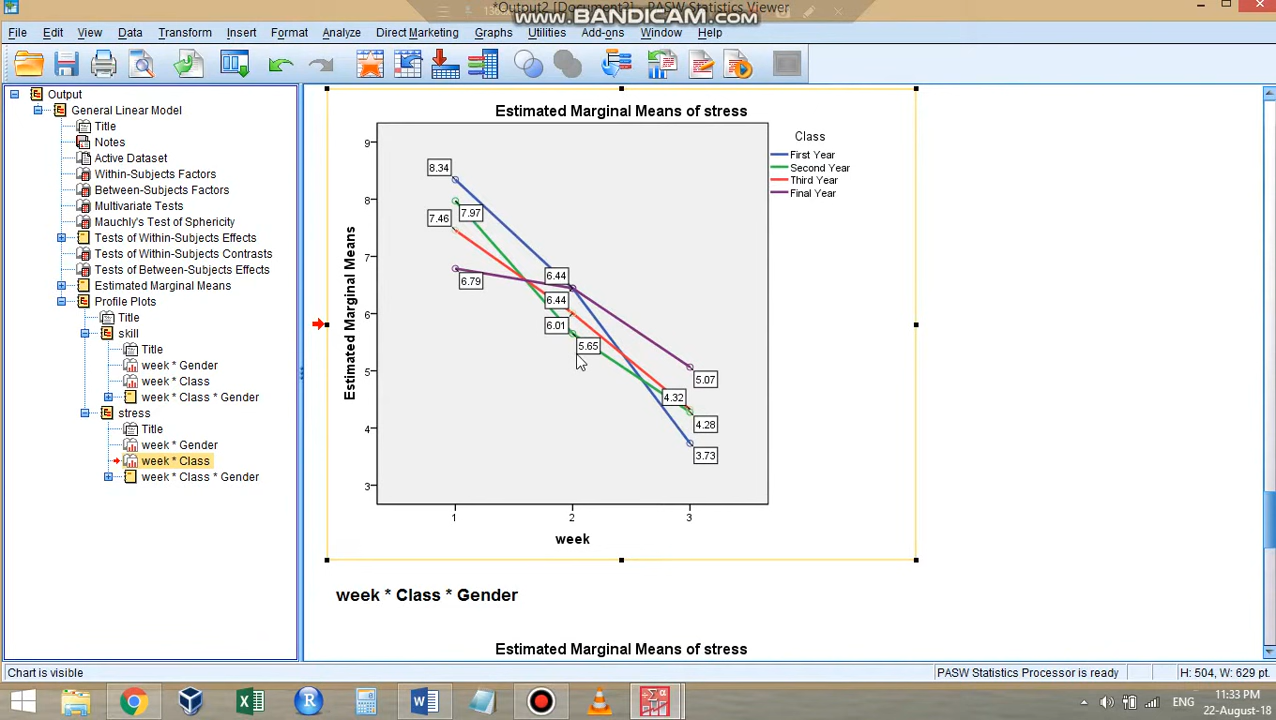 *Output2 [Document2] - PASW Statistics Viewer
www.BANDICAM.com
File Edit View Data Transform Insert Format Analyze Direct Marketing Graphs Utilities Add-ons Window Help
Output
General Linear Model
Title
Notes
Active Dataset
Within-Subjects Factors
Between-Subjects Factors
Multivariate Tests
Mauchly's Test of Sphericity
Tests of Within-Subjects Effects
Tests of Within-Subjects Contrasts
Tests of Between-Subjects Effects
Estimated Marginal Means
Profile Plots
Title
skill
Title
week * Gender
week * Class
week * Class * Gender
stress
Title
week * Gender
week * Class
week * Class * Gender
Estimated Marginal Means of stress
Estimated Marginal Means
9
8
7
6
5
4
3
8.34
7.97
7.46
6.79
6.44
6.44
6.01
5.65
5.07
4.32
4.28
3.73
1 2 3
week
Class
First Year
Second Year
Third Year
Final Year
week * Class * Gender
Estimated Marginal Means of stress
Chart is visible
PASW Statistics Processor is ready
H: 504, W: 629 pt.
ENG
11:33 PM
22-August-18